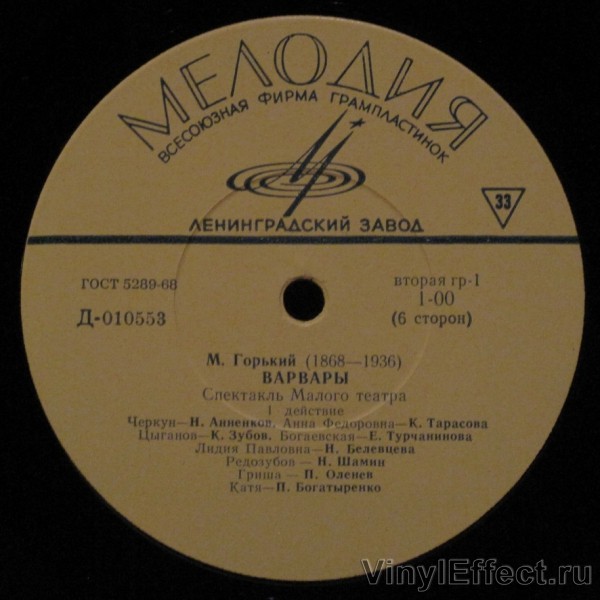 МЕЛОДИЯ
ВСЕСОЮЗНАЯ ФИРМА ГРАМПЛАСТИНОК
ЛЕНИНГРАДСКИЙ ЗАВОД
33
ГОСТ 5289-68
вторая гр-I
Д-010553
1-00
(6 сторон)
М. Горький (1868—1936)
ВАРВАРЫ
Спектакль Малого театра
I действие
Черкун—Н. Анненков, Анна Федоровна—К. Тарасова
Цыганов—К. Зубов, Богаевская—Е. Турчанинова
Лидия Павловна—Н. Белевцева
Редозубов—Н. Шамин
Гриша—П. Оленев
Катя—П. Богатыренко
VinylEffect.ru